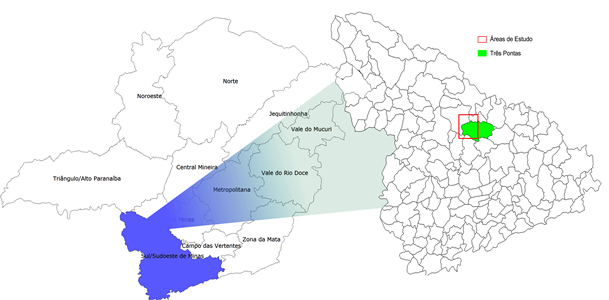 Áreas de Estudo
Três Pontas
Norte
Noroeste
Jequitinhonha
Vale do Mucuri
Central Mineira
Triângulo/Alto Paranaíba
Vale do Rio Doce
Metropolitana
de Minas
Zona da Mata
Campo das Vertentes
Sul/Sudoeste de Minas